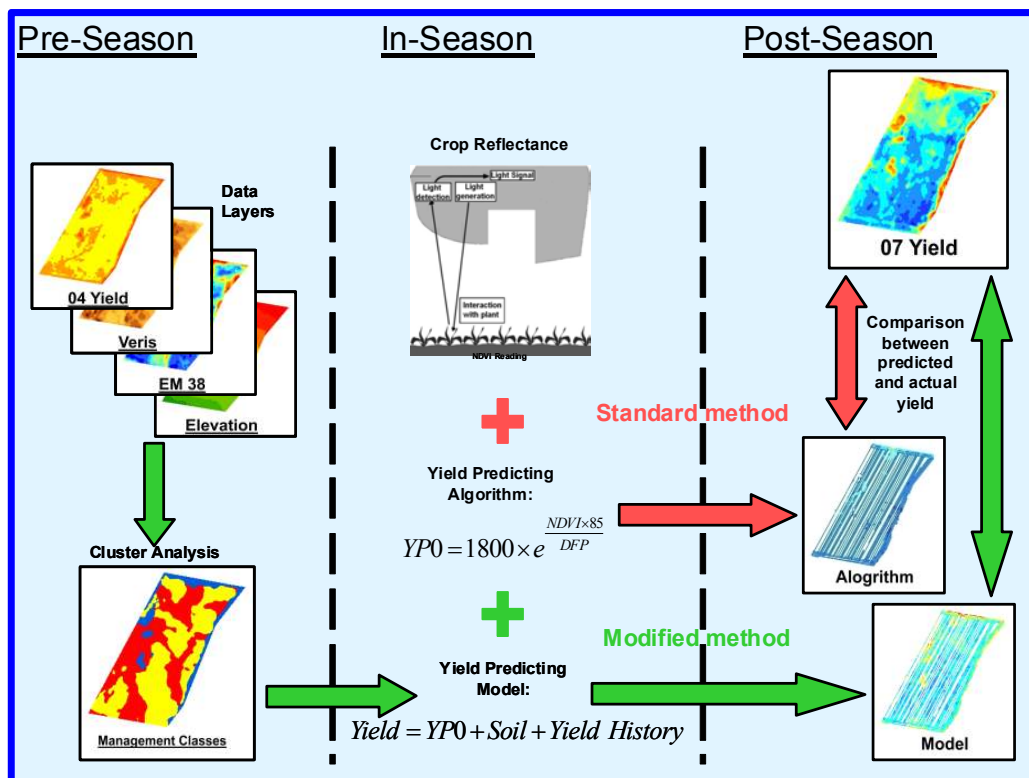 Pre-Season
In-Season
Post-Season
Data
Layers
04 Yield
Veris
EM 38
Elevation
Cluster Analysis
Management Classes
Crop Reflectance
Light Signal
Light
detection
Light
generation
Interaction
with plant
NDVI Reading
Standard method
Yield Predicting
Algorithm:
YP0 = 1800 × e^(NDVI×85/DFP)
Modified method
Yield Predicting
Model:
Yield = YP0 + Soil + Yield History
07 Yield
Comparison
between
predicted
and actual
yield
Alogrithm
Model